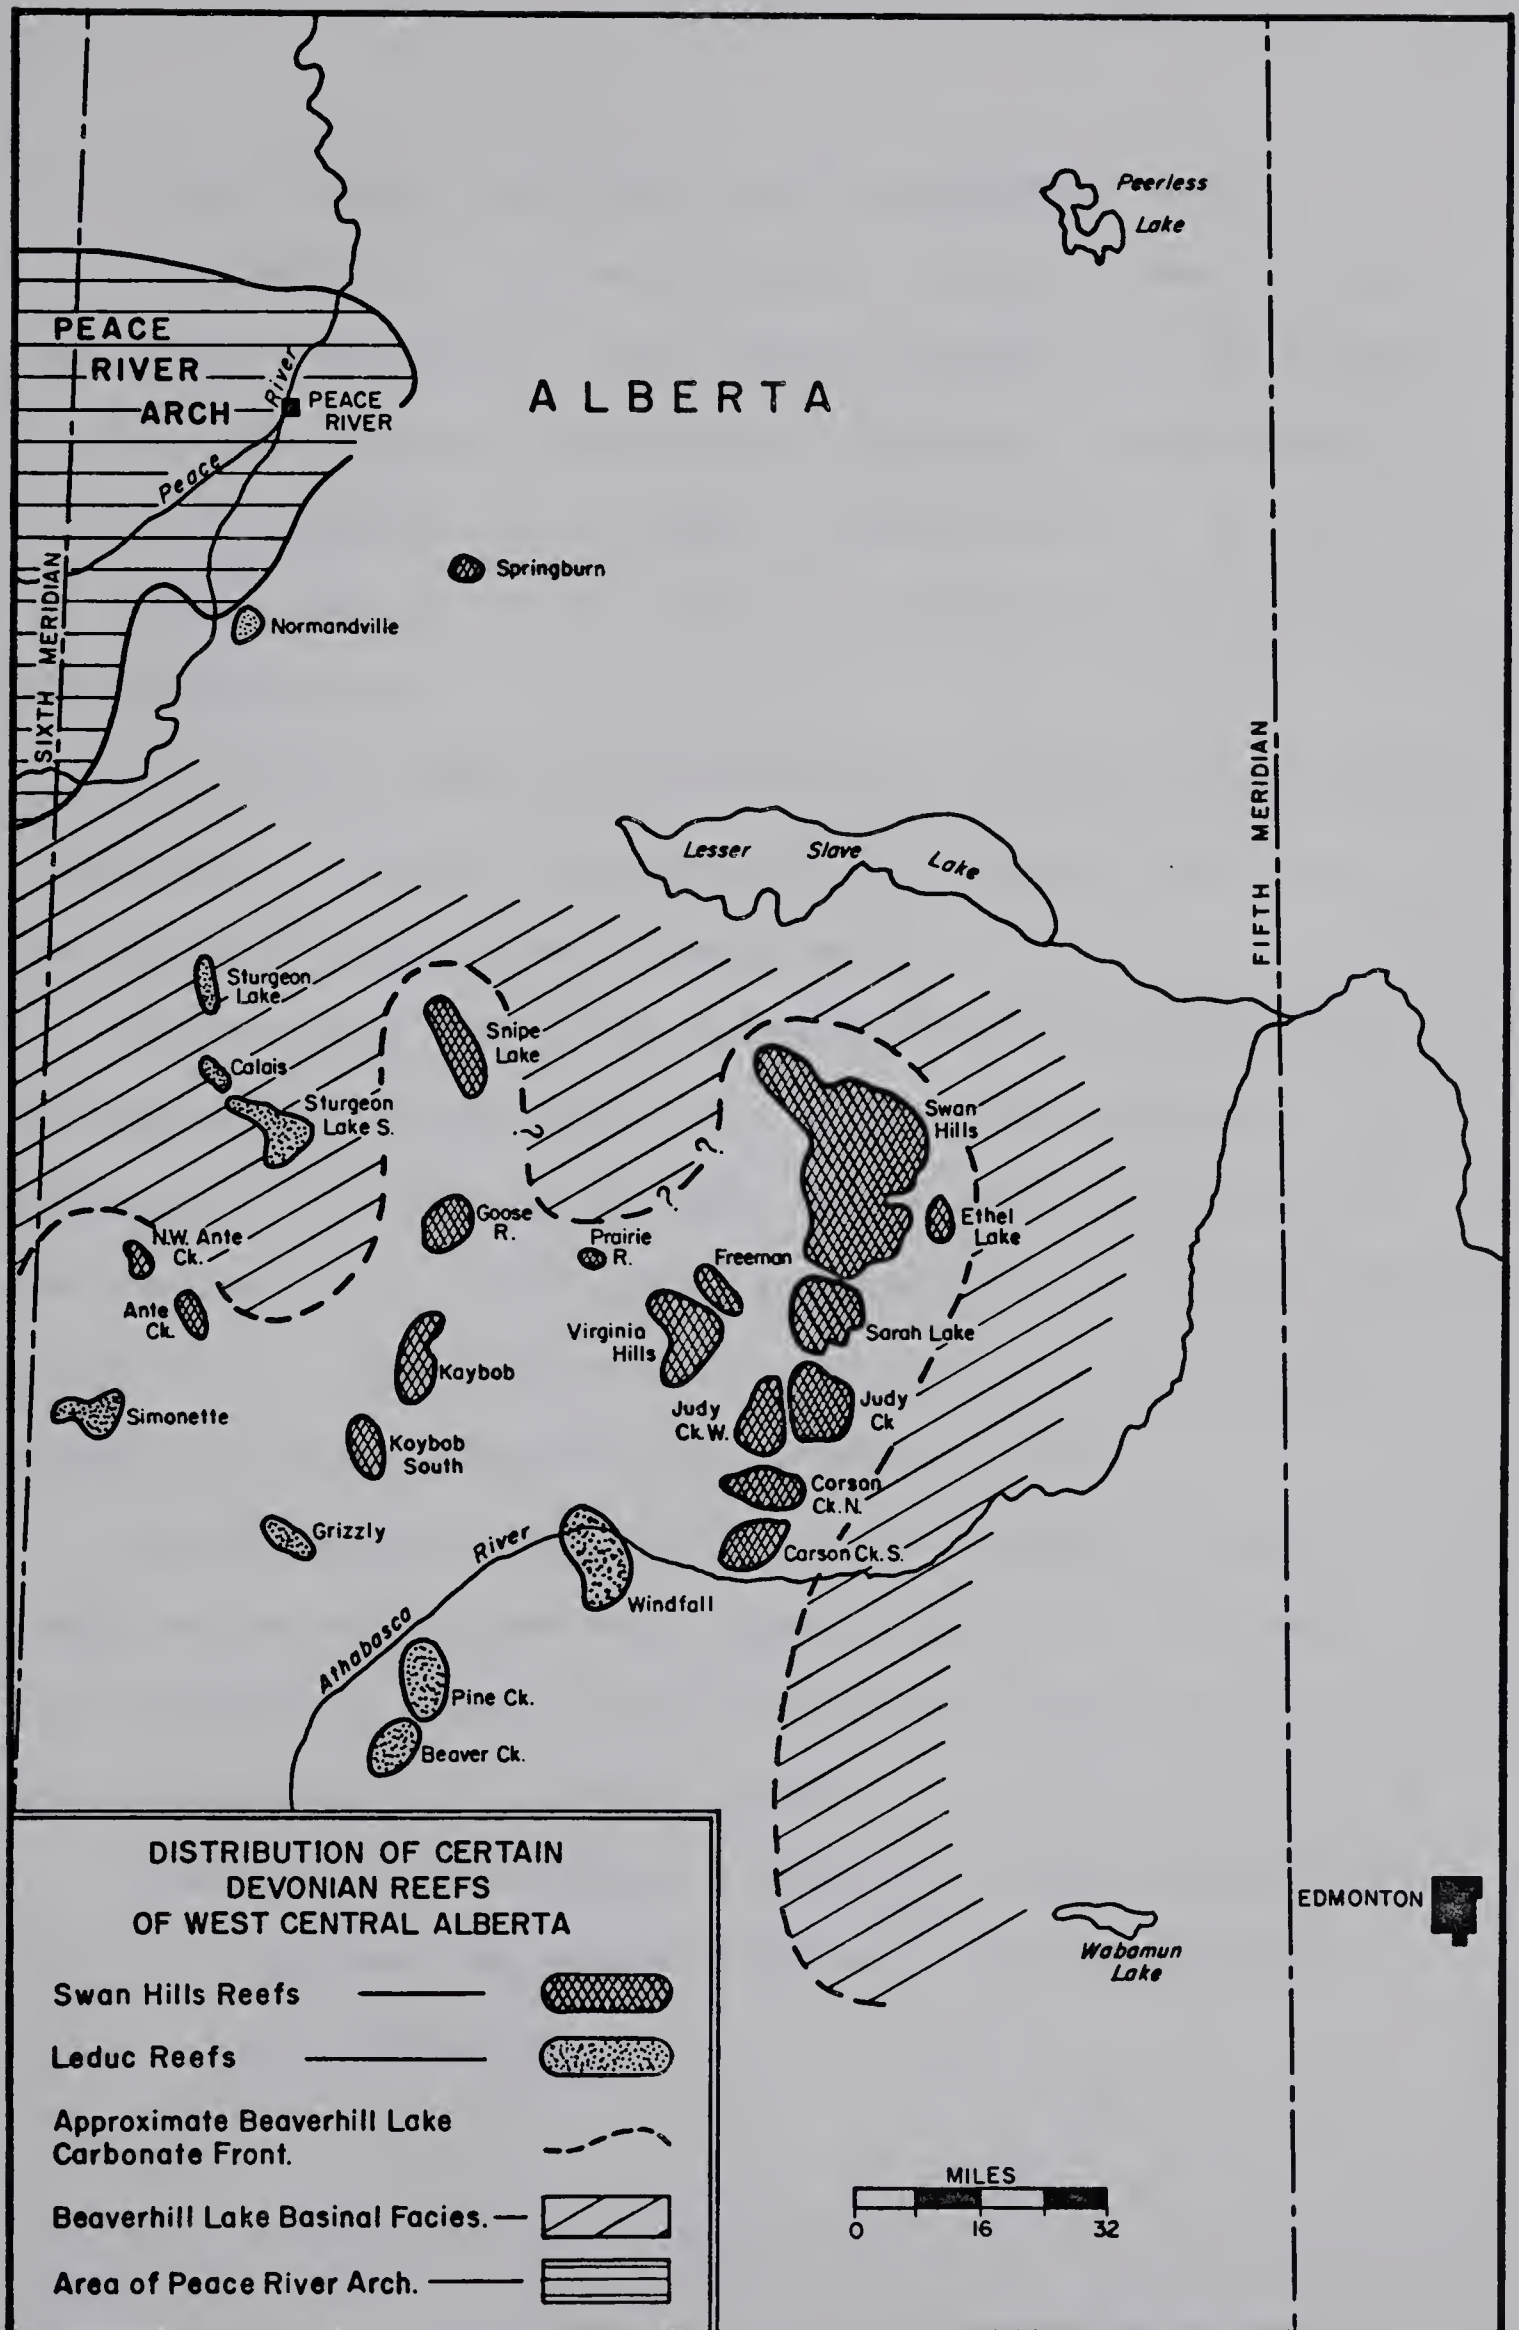 Peerless
Lake
PEACE
RIVER
ARCH
River
PEACE
RIVER
ALBERTA
Peace
Springburn
SIXTH MERIDIAN
Normandville
FIFTH MERIDIAN
Lesser Slave Lake
Sturgeon
Lake
Snipe
Lake
Calais
Sturgeon
Lake S.
Swan
Hills
Goose
R.
Prairie
R.
Ethel
Lake
N.W. Ante
Ck.
Freeman
Ante
Ck.
Virginia
Hills
Sarah Lake
Kaybob
Simonette
Judy
Ck. W.
Judy
Ck
Kaybob
South
Carson
Ck. N.
Grizzly
River
Carson Ck. S.
Windfall
Athabasca
Pine Ck.
Beaver Ck.
EDMONTON
Wabamun
Lake
DISTRIBUTION OF CERTAIN
DEVONIAN REEFS
OF WEST CENTRAL ALBERTA
Swan Hills Reefs
Leduc Reefs
Approximate Beaverhill Lake
Carbonate Front.
Beaverhill Lake Basinal Facies.
Area of Peace River Arch.
MILES
0 16 32
?
?
?